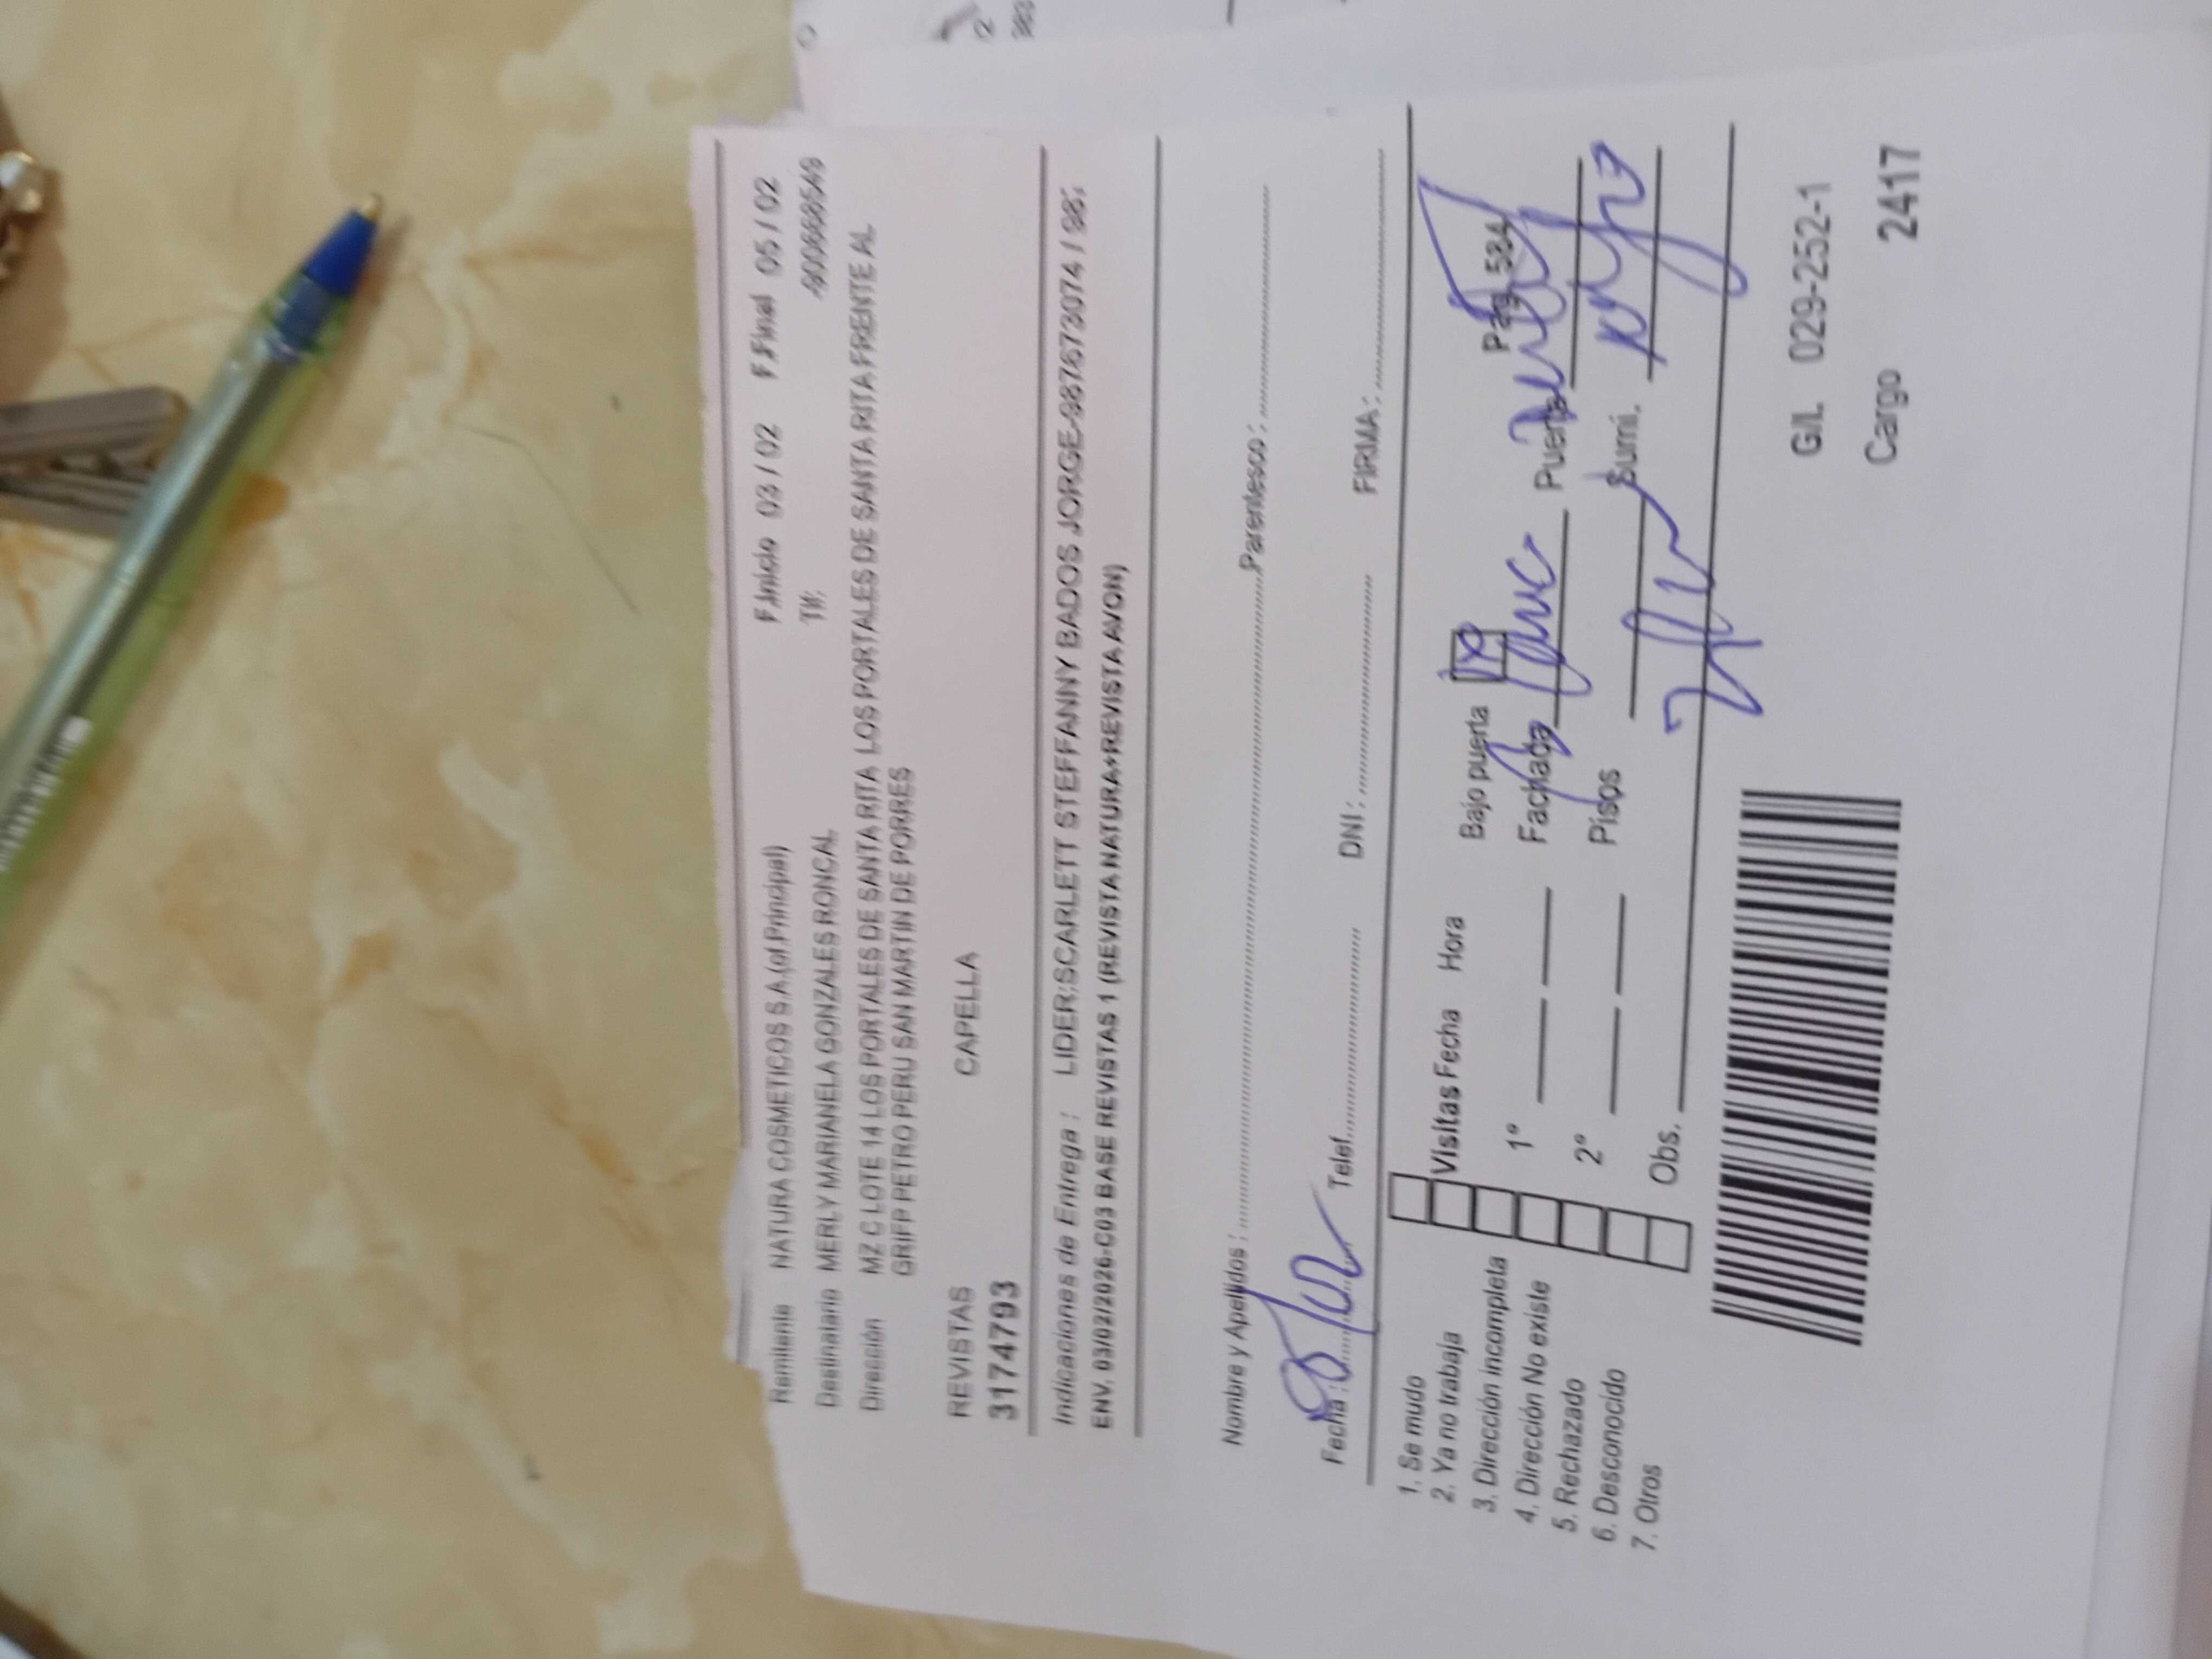 Remitente NATURA COSMETICOS S.A.(of.Principal) F.Inicio 03 / 02 F.Final 05 / 02
Destinatario MERLY MARIANELA GONZALES RONCAL Tlf:
Dirección MZ C LOTE 14 LOS PORTALES DE SANTA RITA LOS PORTALES DE SANTA RITA FRENTE AL
GRIFP PETRO PERU SAN MARTIN DE PORRES
REVISTAS CAPELLA
3174793
Indicaciones de Entrega : LIDER:SCARLETT STEFFANNY BADOS JORGE-987673074 / 987
ENV. 03/02/2026-C03 BASE REVISTAS 1 (REVISTA NATURA+REVISTA AVON)
Nombre y Apellidos : Parentesco :
Fecha : Telef. DNI : FIRMA :
1. Se mudo
2. Ya no trabaja
3. Dirección incompleta
4. Dirección No existe
5. Rechazado
6. Desconocido
7. Otros
Visitas Fecha Hora Bajo puerta Pag 584
1° Fachada Puerta
2° Pisos Sumi.
Obs.
G/L 029-252-1
Cargo 2417